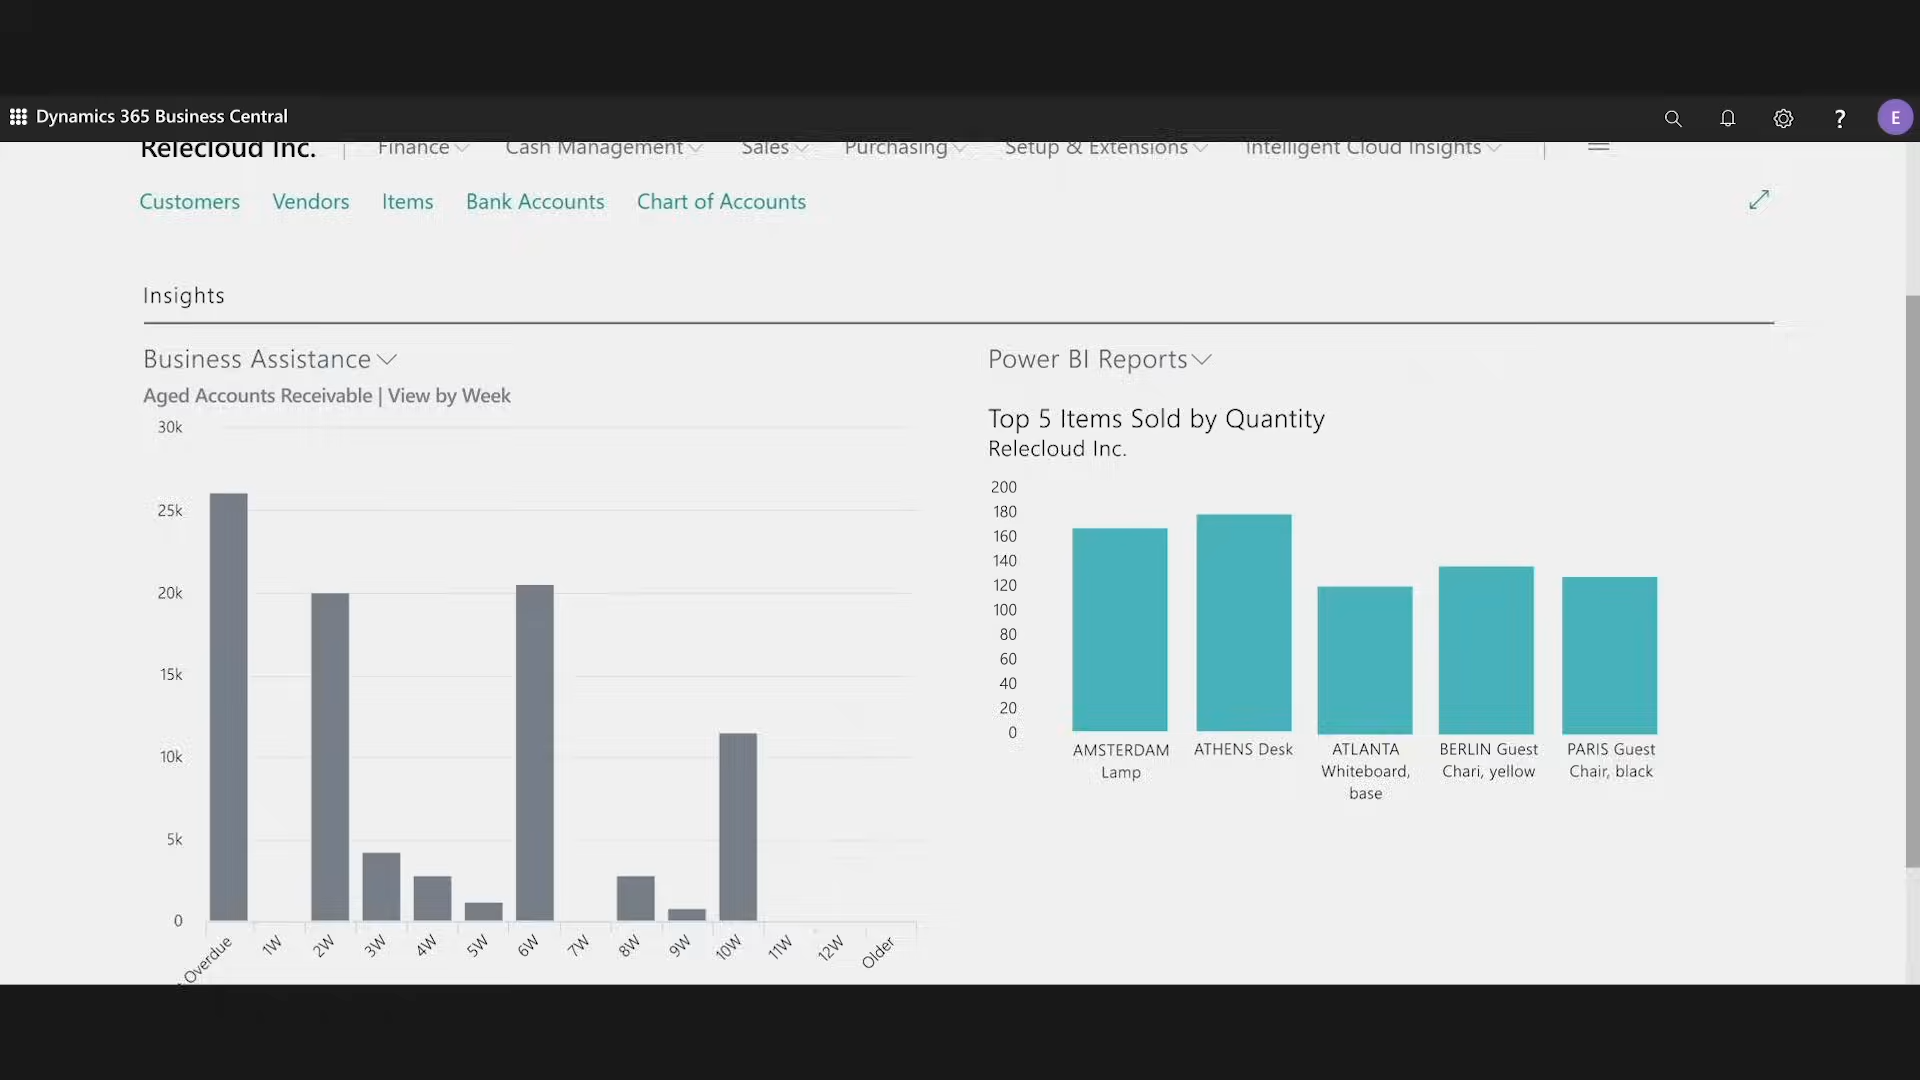 Dynamics 365 Business Central
E
Relecloud Inc. | Finance Cash Management Sales Purchasing Setup & Extensions Intelligent Cloud Insights
Customers Vendors Items Bank Accounts Chart of Accounts
Insights
Business Assistance
Aged Accounts Receivable | View by Week
30k
25k
20k
15k
10k
5k
0
Overdue 1W 2W 3W 4W 5W 6W 7W 8W 9W 10W 11W 12W Older
Power BI Reports
Top 5 Items Sold by Quantity
Relecloud Inc.
200
180
160
140
120
100
80
60
40
20
0
AMSTERDAM
Lamp
ATHENS Desk
ATLANTA
Whiteboard,
base
BERLIN Guest
Chari, yellow
PARIS Guest
Chair, black